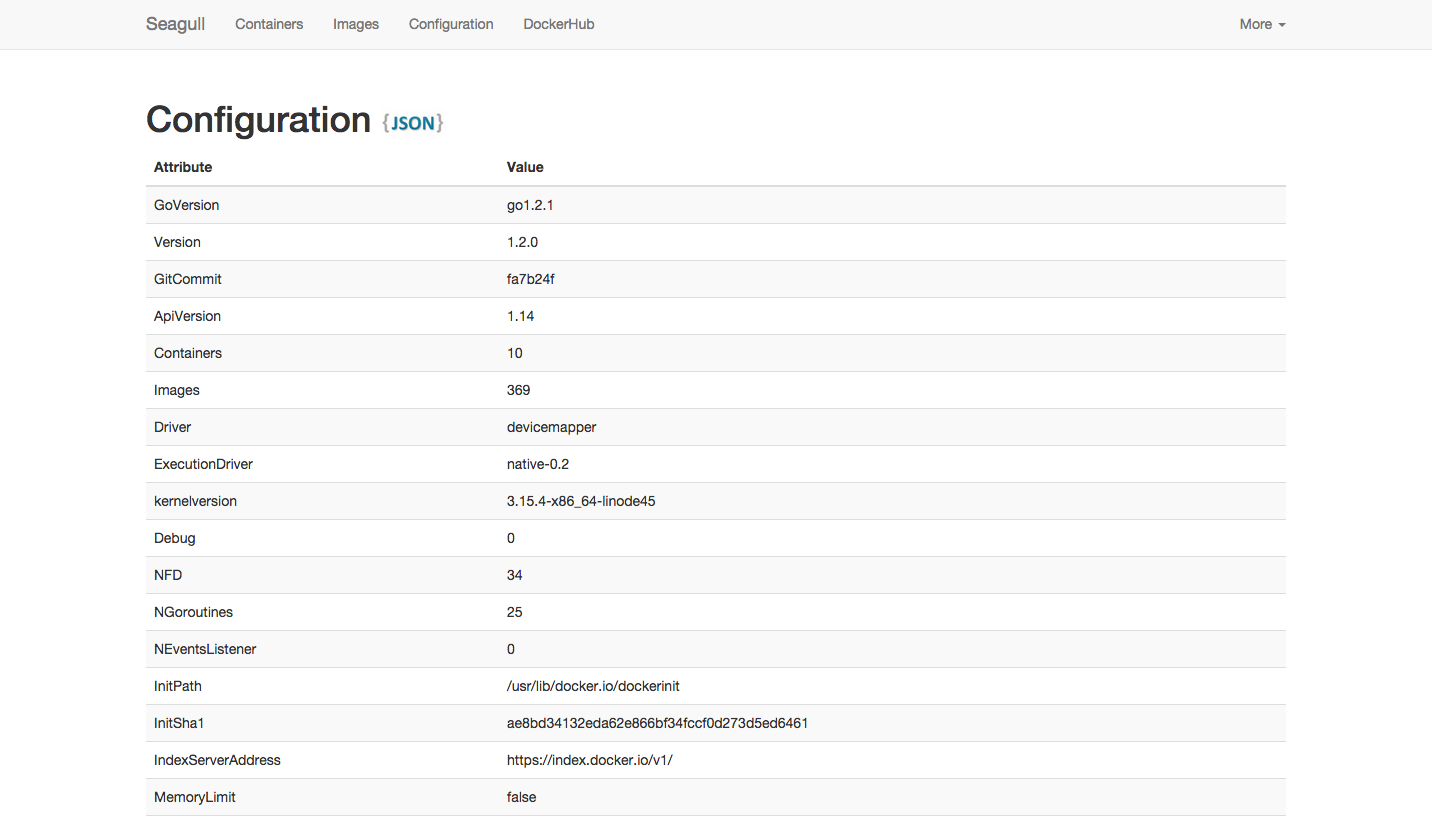 Seagull Containers Images Configuration DockerHub More
Configuration {JSON}
Attribute Value
GoVersion go1.2.1
Version 1.2.0
GitCommit fa7b24f
ApiVersion 1.14
Containers 10
Images 369
Driver devicemapper
ExecutionDriver native-0.2
kernelversion 3.15.4-x86_64-linode45
Debug 0
NFD 34
NGoroutines 25
NEventsListener 0
InitPath /usr/lib/docker.io/dockerinit
InitSha1 ae8bd34132eda62e866bf34fccf0d273d5ed6461
IndexServerAddress https://index.docker.io/v1/
MemoryLimit false